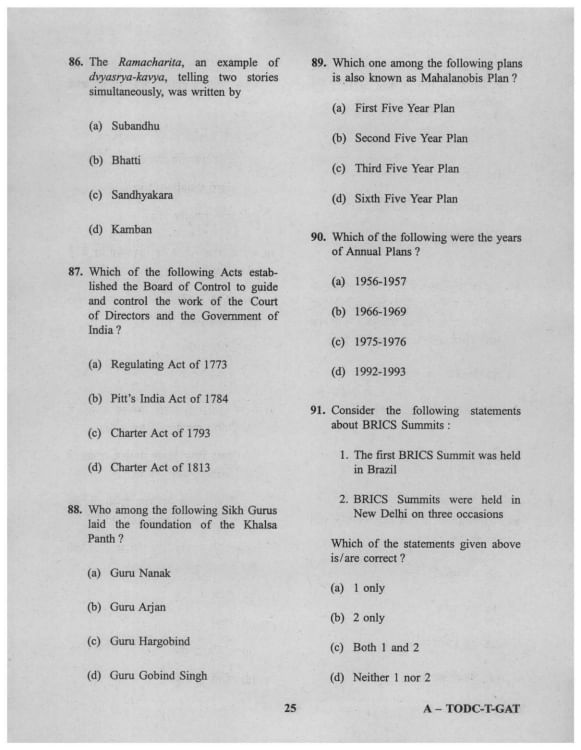 86. The Ramacharita, an example of
dvyasrya-kavya, telling two stories
simultaneously, was written by
(a) Subandhu
(b) Bhatti
(c) Sandhyakara
(d) Kamban
87. Which of the following Acts estab-
lished the Board of Control to guide
and control the work of the Court
of Directors and the Government of
India ?
(a) Regulating Act of 1773
(b) Pitt's India Act of 1784
(c) Charter Act of 1793
(d) Charter Act of 1813
88. Who among the following Sikh Gurus
laid the foundation of the Khalsa
Panth ?
(a) Guru Nanak
(b) Guru Arjan
(c) Guru Hargobind
(d) Guru Gobind Singh
89. Which one among the following plans
is also known as Mahalanobis Plan ?
(a) First Five Year Plan
(b) Second Five Year Plan
(c) Third Five Year Plan
(d) Sixth Five Year Plan
90. Which of the following were the years
of Annual Plans ?
(a) 1956-1957
(b) 1966-1969
(c) 1975-1976
(d) 1992-1993
91. Consider the following statements
about BRICS Summits :
1. The first BRICS Summit was held
in Brazil
2. BRICS Summits were held in
New Delhi on three occasions
Which of the statements given above
is/are correct ?
(a) 1 only
(b) 2 only
(c) Both 1 and 2
(d) Neither 1 nor 2
25
A – TODC-T-GAT